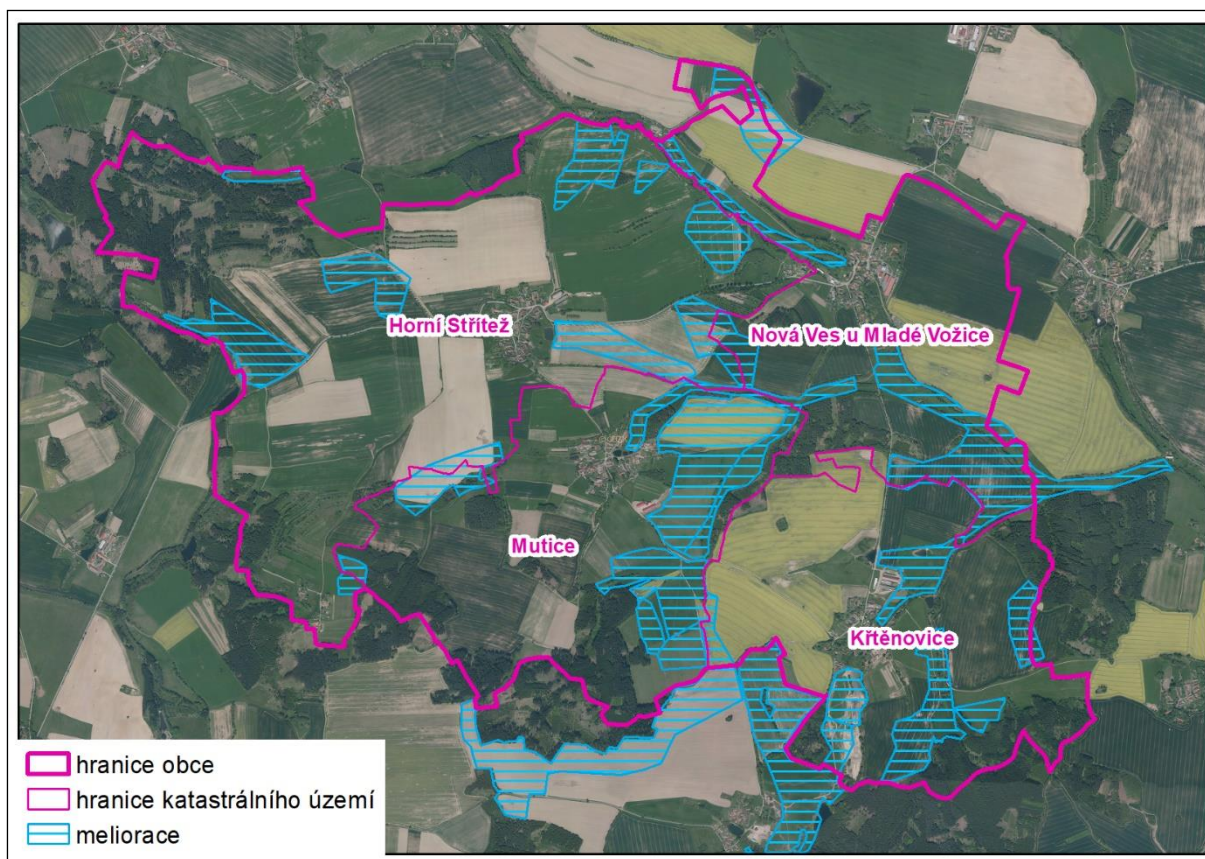 Horní Střítež
Nová Ves u Mladé Vožice
Mutice
Křtěnovice
hranice obce
hranice katastrálního území
meliorace